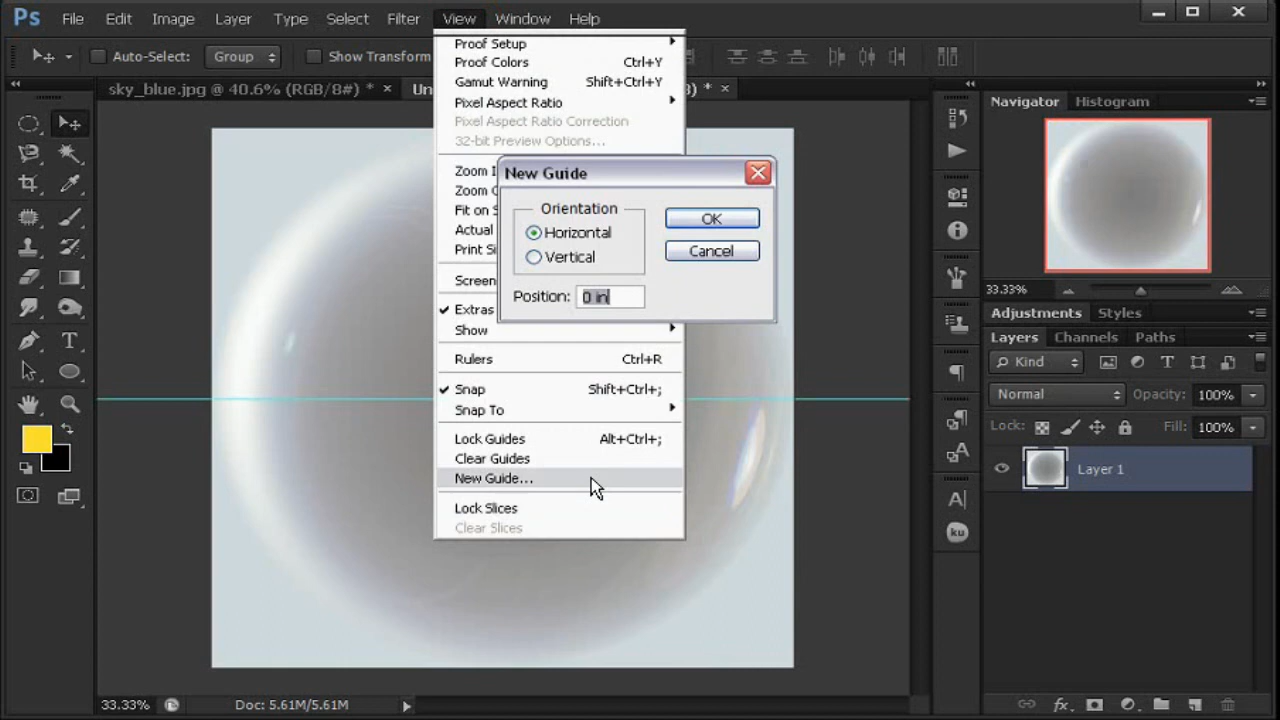 Ps File Edit Image Layer Type Select Filter View Window Help
Auto-Select: Group Show Transform
sky_blue.jpg @ 40.6% (RGB/8#) * ×
Proof Setup
Proof Colors Ctrl+Y
Gamut Warning Shift+Ctrl+Y
Pixel Aspect Ratio
Pixel Aspect Ratio Correction
32-bit Preview Options...
Fit on
Actual
Screen
Extras
Show
Rulers Ctrl+R
Snap Shift+Ctrl+;
Snap To
Lock Guides Alt+Ctrl+;
Clear Guides
New Guide...
Lock Slices
Clear Slices
New Guide
Orientation
Horizontal
Vertical
Position: 0 in
OK
Cancel
Navigator Histogram
33.33%
Adjustments Styles
Layers Channels Paths
Kind
Normal Opacity: 100%
Lock: Fill: 100%
Layer 1
ku
33.33% Doc: 5.61M/5.61M